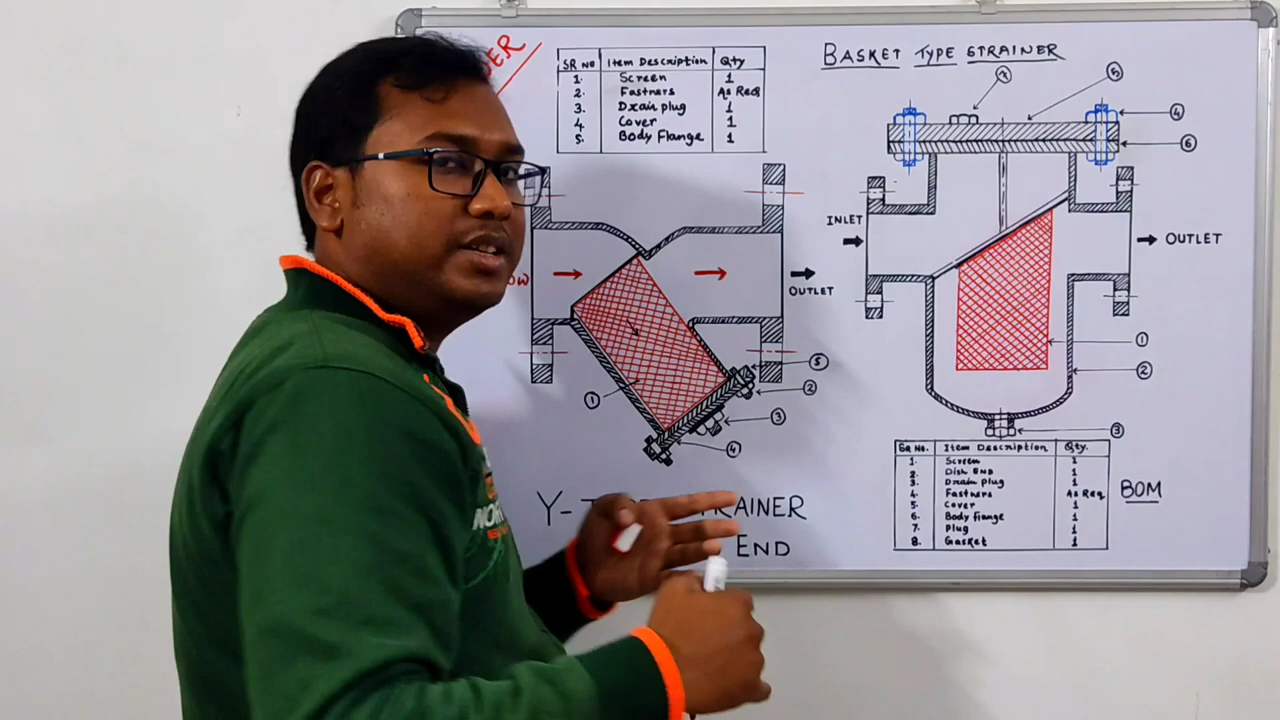 SR No Item Description Qty
1. Screen 1
2. Fastners As Req
3. Drain plug 1
4 Cover 1
5. Body Flange 1
OUTLET
1
5
2
3
4
STRAINER
END
BASKET TYPE STRAINER
7
5
4
6
INLET
OUTLET
1
2
3
SR No. Item Description Qty.
1. Screen 1
2. Dish END 1
3. Drain plug 1
4. Fastners As Req
5. Cover 1
6. Body flange 1
7. Plug 1
8. Gasket 1
BOM